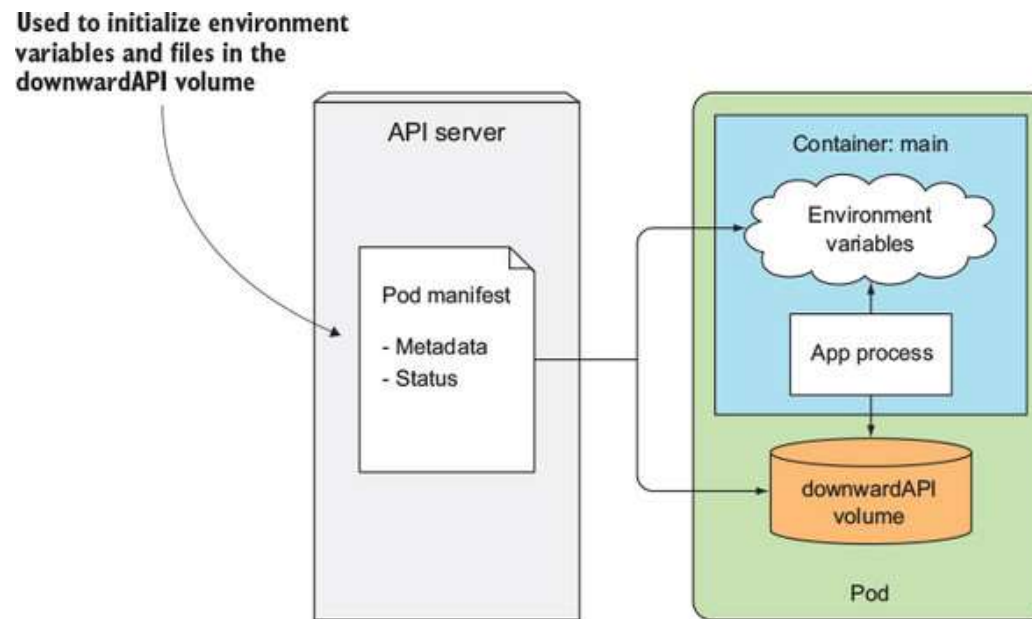 Used to initialize environment
variables and files in the
downwardAPI volume
API server
Pod manifest
- Metadata
- Status
Container: main
Environment
variables
App process
downwardAPI
volume
Pod